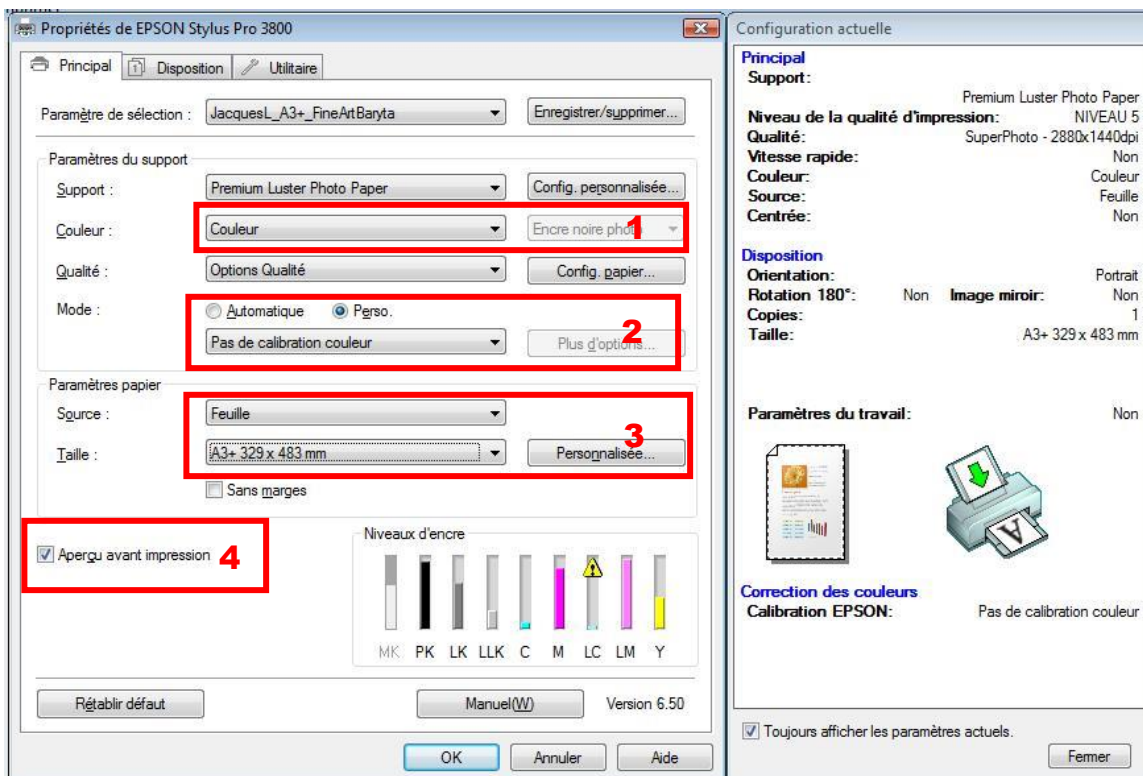 Propriétés de EPSON Stylus Pro 3800
Principal
Disposition
Utilitaire
Paramètre de sélection :
JacquesL_A3+_FineArtBaryta
Enregistrer/supprimer...
Paramètres du support
Support :
Premium Luster Photo Paper
Config. personnalisée...
Couleur :
Couleur
Encre noire photo
1
Qualité :
Options Qualité
Config. papier...
Mode :
Automatique
Perso.
2
Pas de calibration couleur
Plus d'options...
Paramètres papier
Source :
Feuille
3
Taille :
A3+ 329 x 483 mm
Personnalisée...
Sans marges
Aperçu avant impression
4
Niveaux d'encre
MK PK LK LLK C M LC LM Y
Rétablir défaut
Manuel(W)
Version 6.50
OK
Annuler
Aide
Configuration actuelle
Principal
Support:
Premium Luster Photo Paper
Niveau de la qualité d'impression: NIVEAU 5
Qualité: SuperPhoto - 2880x1440dpi
Vitesse rapide: Non
Couleur: Couleur
Source: Feuille
Centrée: Non
Disposition
Orientation: Portrait
Rotation 180°: Non Image miroir: Non
Copies: 1
Taille: A3+ 329 x 483 mm
Paramètres du travail: Non
A
Correction des couleurs
Calibration EPSON: Pas de calibration couleur
Toujours afficher les paramètres actuels.
Fermer